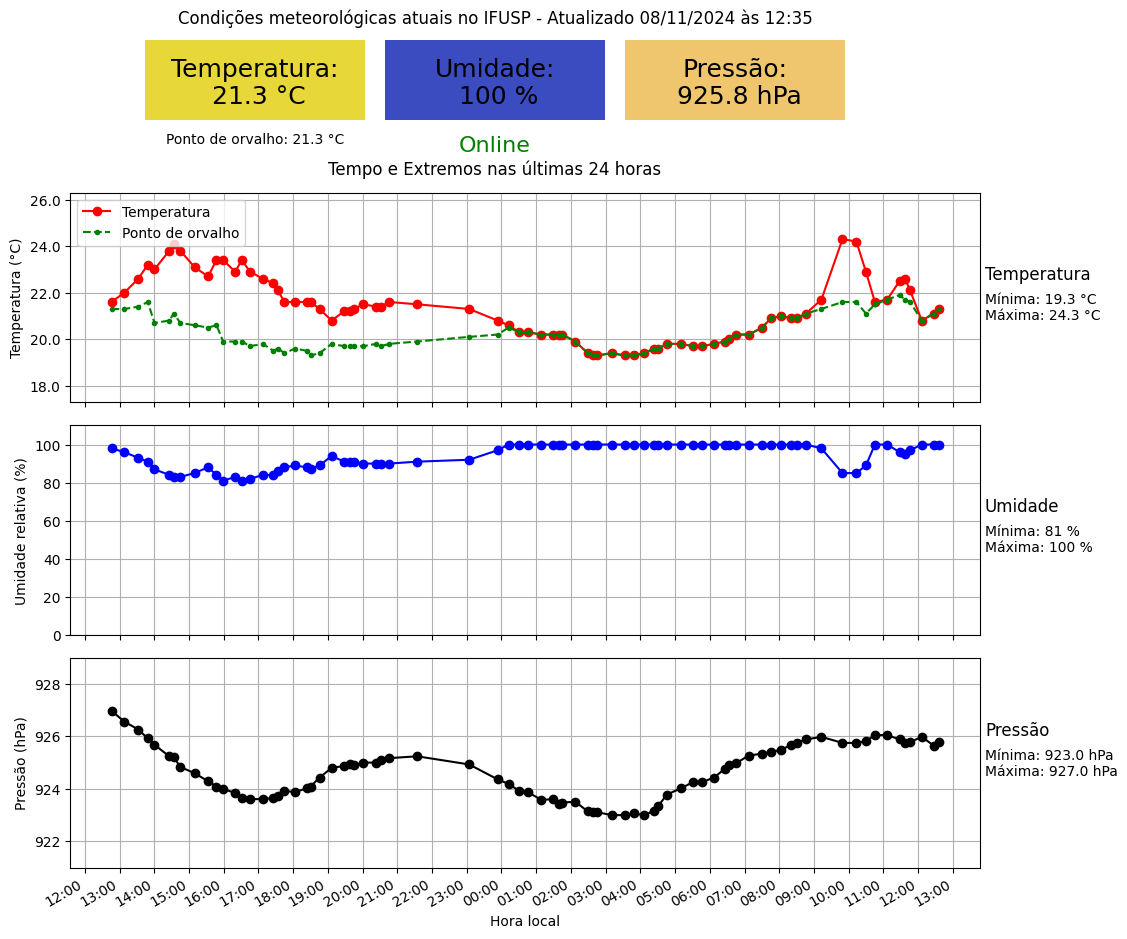 Condições meteorológicas atuais no IFUSP - Atualizado 08/11/2024 às 12:35
Temperatura:
21.3 °C
Umidade:
100 %
Pressão:
925.8 hPa
Ponto de orvalho: 21.3 °C
Online
Tempo e Extremos nas últimas 24 horas
Temperatura (°C)
26.0
24.0
22.0
20.0
18.0
Temperatura
Ponto de orvalho
Temperatura
Mínima: 19.3 °C
Máxima: 24.3 °C
Umidade relativa (%)
100
80
60
40
20
0
Umidade
Mínima: 81 %
Máxima: 100 %
Pressão (hPa)
928
926
924
922
Pressão
Mínima: 923.0 hPa
Máxima: 927.0 hPa
12:00 13:00 14:00 15:00 16:00 17:00 18:00 19:00 20:00 21:00 22:00 23:00 00:00 01:00 02:00 03:00 04:00 05:00 06:00 07:00 08:00 09:00 10:00 11:00 12:00 13:00
Hora local